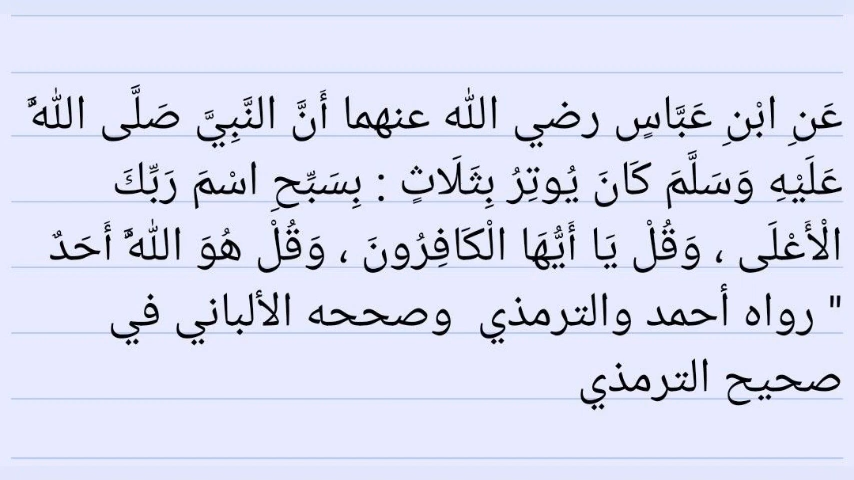 عَنِ ابْنِ عَبَّاسٍ رضي الله عنهما أَنَّ النَّبِيَّ صَلَّى اللَّهُ
عَلَيْهِ وَسَلَّمَ كَانَ يُوتِرُ بِثَلَاثٍ : بِسَبِّحِ اسْمَ رَبِّكَ
الْأَعْلَى ، وَقُلْ يَا أَيُّهَا الْكَافِرُونَ ، وَقُلْ هُوَ اللَّهُ أَحَدٌ
" رواه أحمد والترمذي وصححه الألباني في
صحيح الترمذي